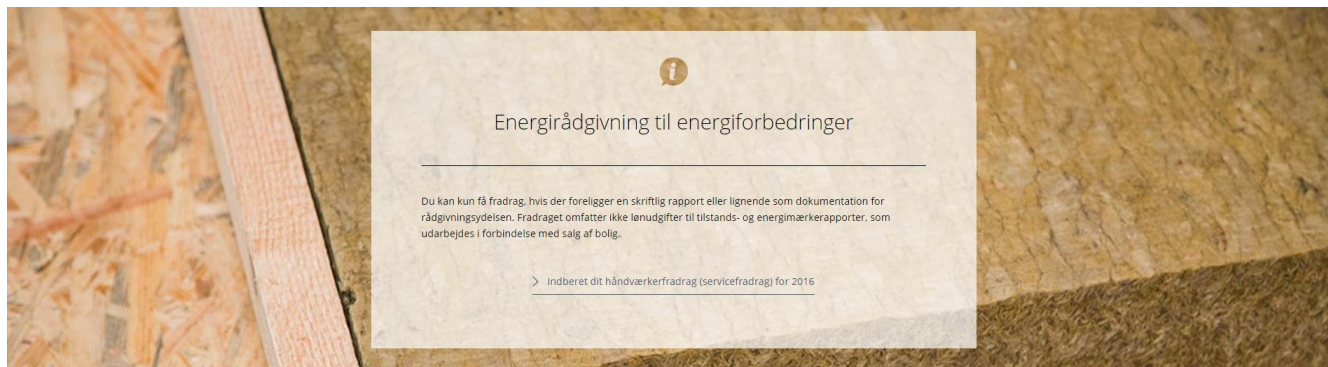 Energirådgivning til energiforbedringer
Du kan kun få fradrag, hvis der foreligger en skriftlig rapport eller lignende som dokumentation for
rådgivningsydelsen. Fradraget omfatter ikke lønudgifter til tilstands- og energimærkerapporter, som
udarbejdes i forbindelse med salg af bolig.
Indberet dit håndværkerfradrag (servicefradrag) for 2016